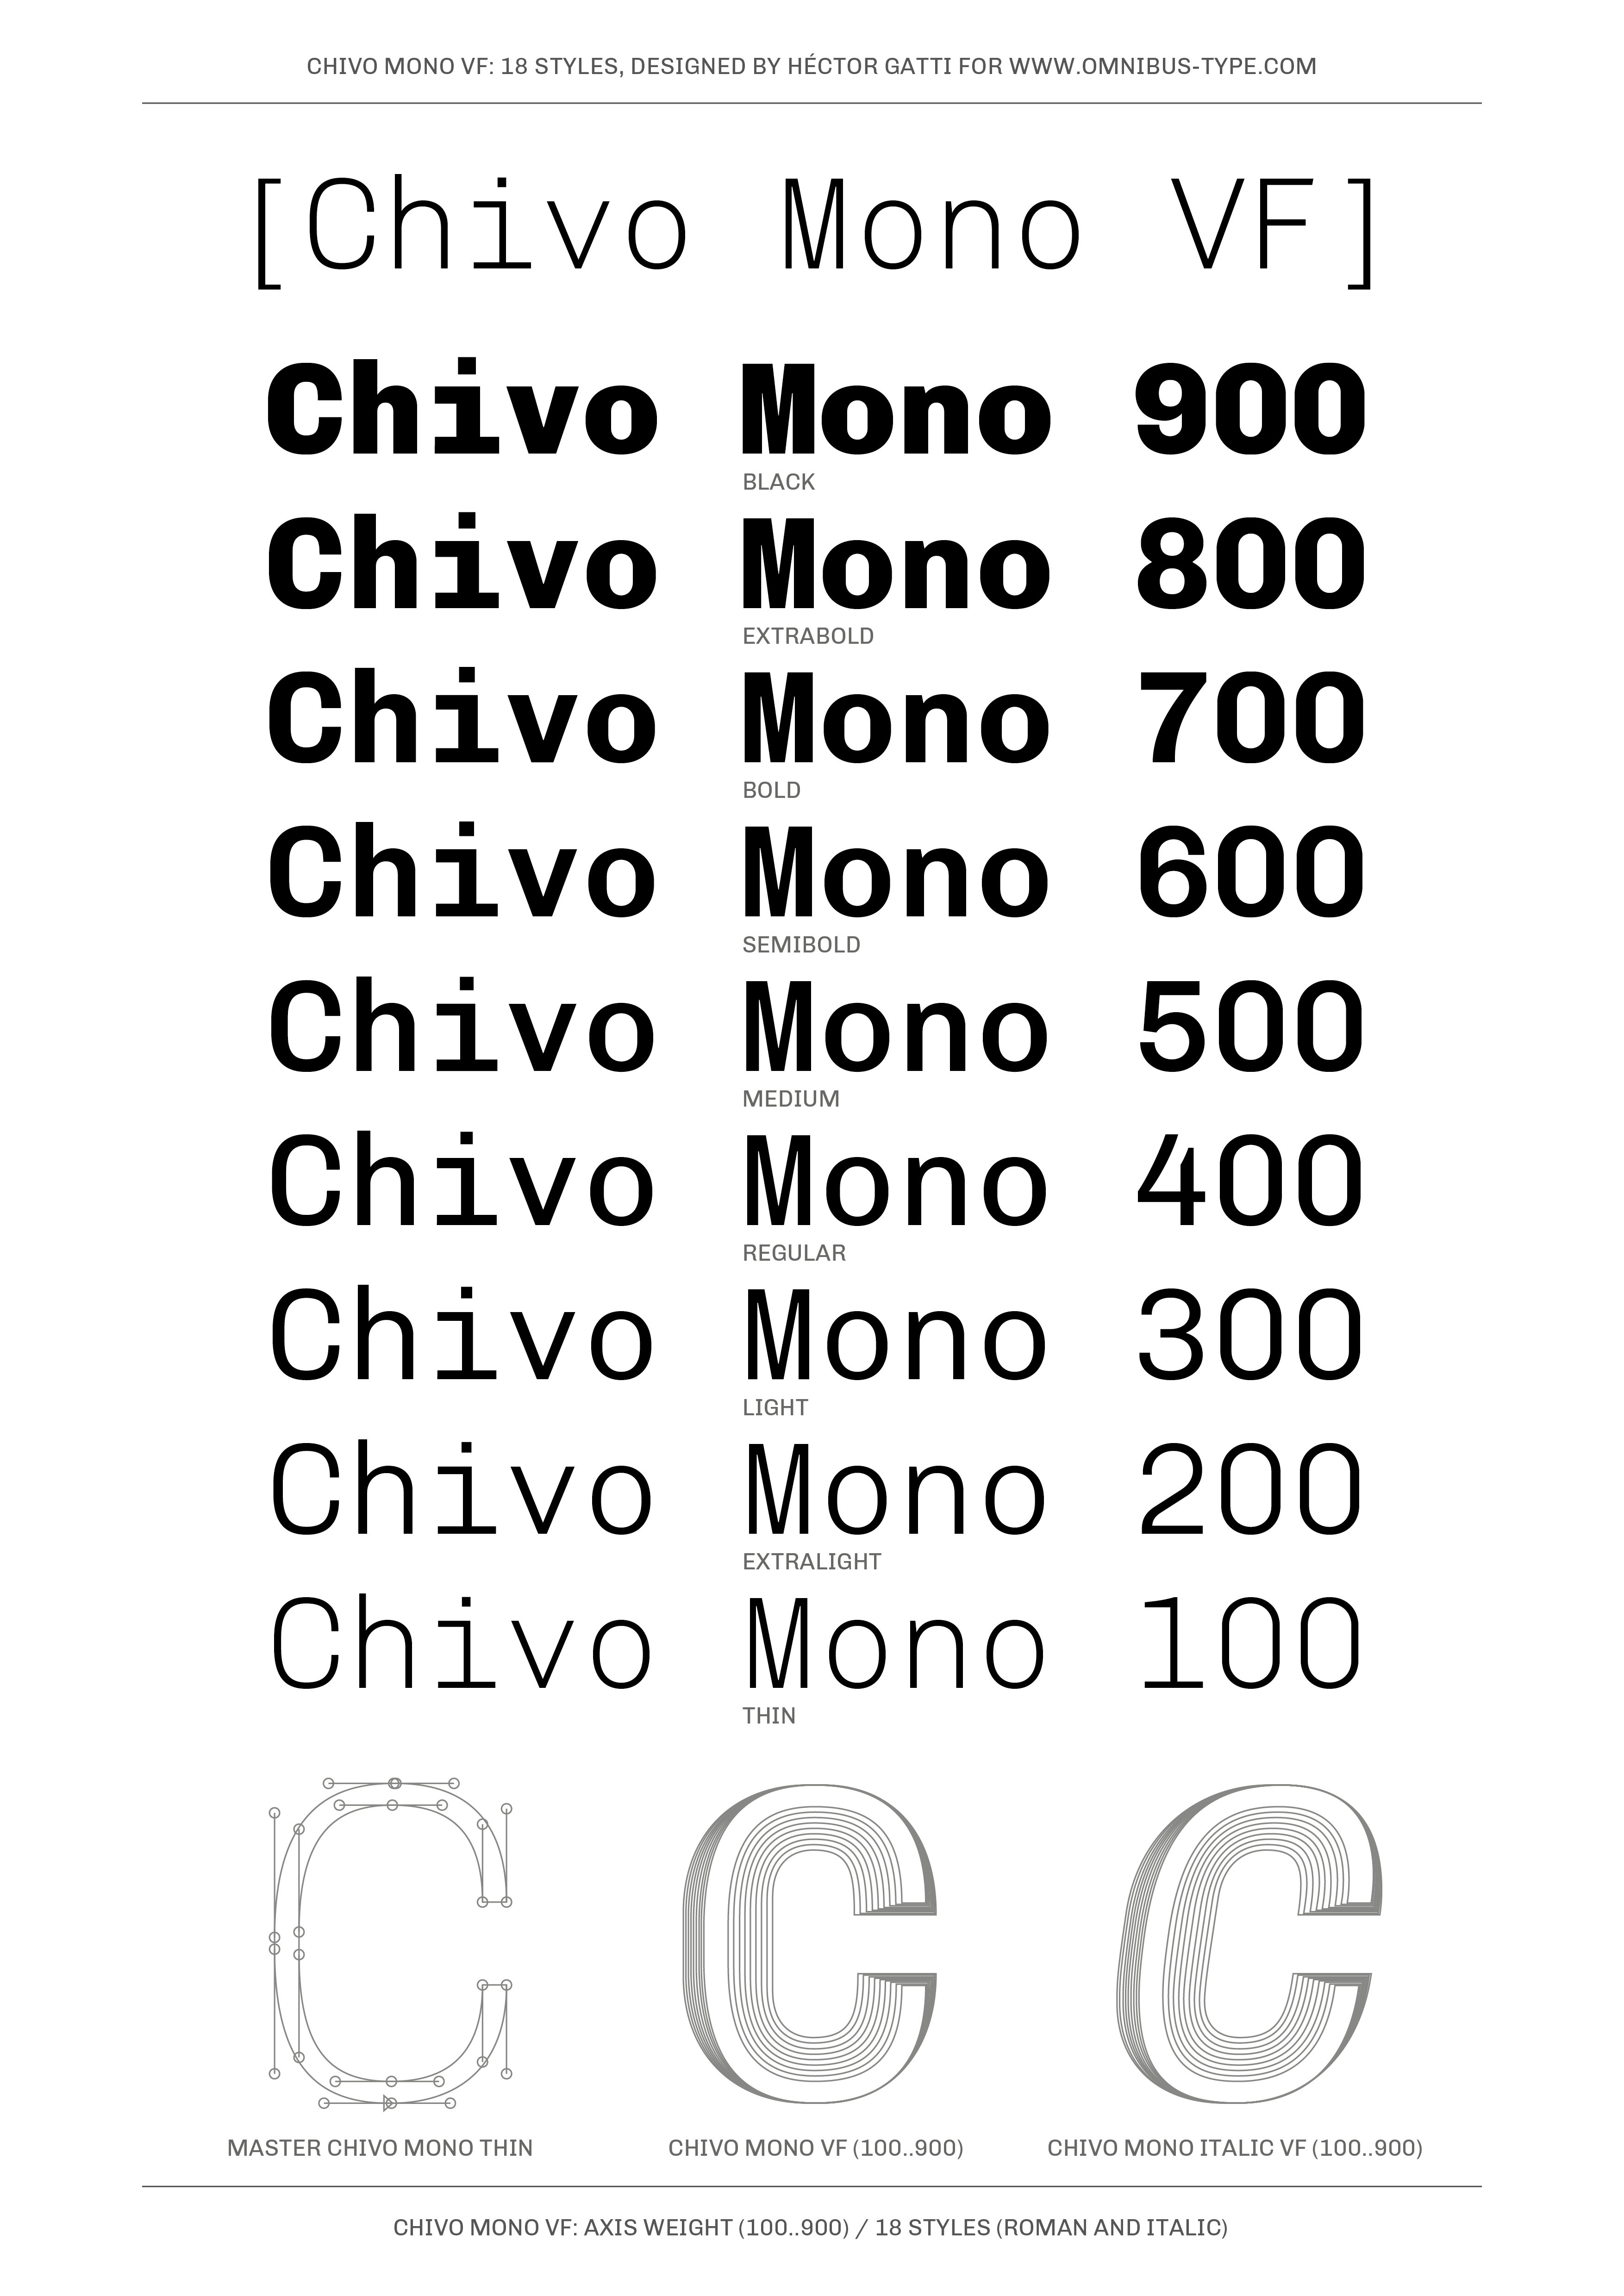 CHIVO MONO VF: 18 STYLES, DESIGNED BY HÉCTOR GATTI FOR WWW.OMNIBUS-TYPE.COM
[Chivo Mono VF]
Chivo Mono 900
BLACK
Chivo Mono 800
EXTRABOLD
Chivo Mono 700
BOLD
Chivo Mono 600
SEMIBOLD
Chivo Mono 500
MEDIUM
Chivo Mono 400
REGULAR
Chivo Mono 300
LIGHT
Chivo Mono 200
EXTRALIGHT
Chivo Mono 100
THIN
C C C
MASTER CHIVO MONO THIN CHIVO MONO VF (100..900) CHIVO MONO ITALIC VF (100..900)
CHIVO MONO VF: AXIS WEIGHT (100..900) / 18 STYLES (ROMAN AND ITALIC)